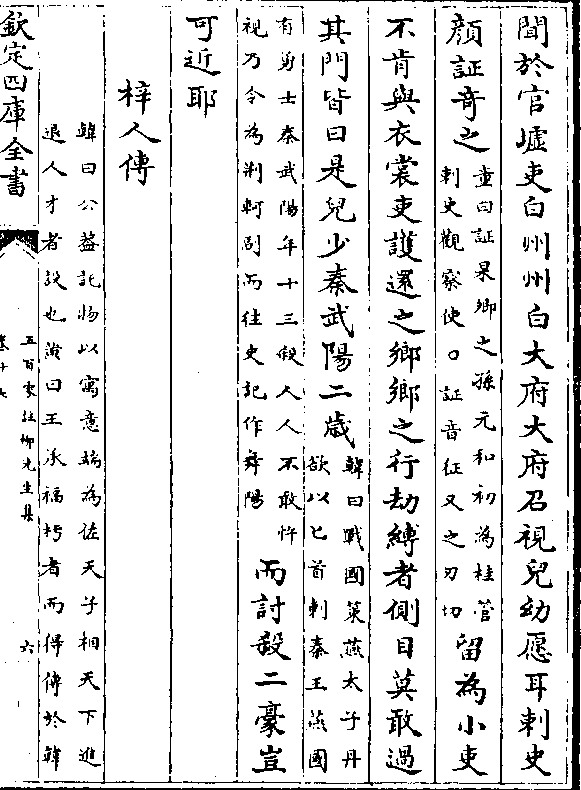 聞於官墟吏白州州白大府大府召視兒幼愿耳刺史
顔証竒之童曰証杲卿之孫元和初為桂管
刺史觀察使〇証音征又之刃切留為小吏
不肯與衣裳吏護還之鄉鄉之行劫縳者側目莫敢過
其門皆曰是兒少秦武陽二歲韓曰戰國策燕太子丹
欲以匕首刺秦王燕國
有勇士秦武陽年十三殺人人不敢忤
視乃令為荆軻副而往史記作舞陽而討殺二豪豈
可近耶
梓人傳
韓曰公葢託物以寓意端為佐天子相天下進
退人才者設也黄曰王承福杇者而得傳於韓
欽定四庫全書
五百家註柳先生集
卷十七
六